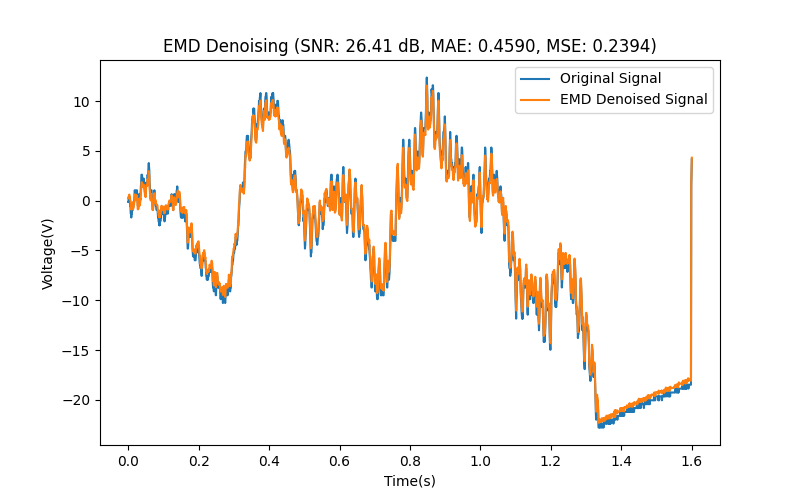 EMD Denoising (SNR: 26.41 dB, MAE: 0.4590, MSE: 0.2394)
Original Signal
EMD Denoised Signal
10
5
0
−5
−10
−15
−20
Voltage(V)
0.0 0.2 0.4 0.6 0.8 1.0 1.2 1.4 1.6
Time(s)